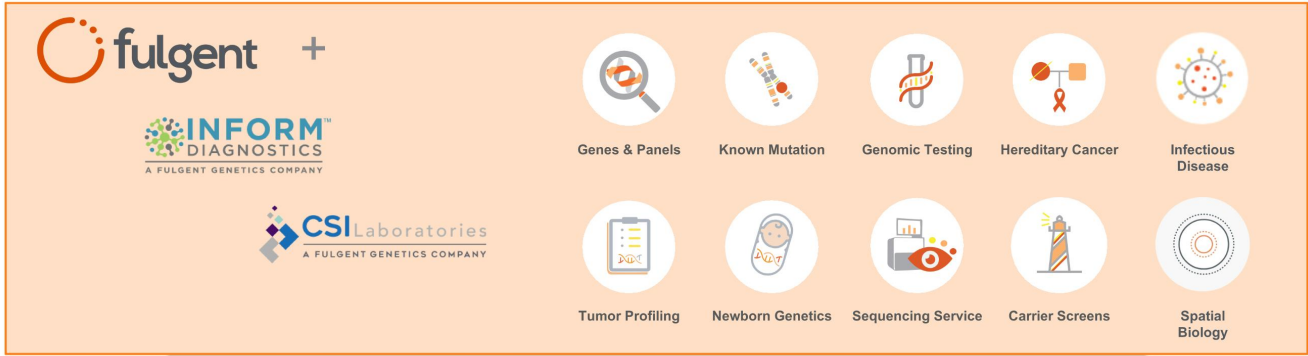 fulgent +
INFORM™
DIAGNOSTICS
A FULGENT GENETICS COMPANY
CSI Laboratories
A FULGENT GENETICS COMPANY
Genes & Panels
Known Mutation
Genomic Testing
Hereditary Cancer
Infectious
Disease
Tumor Profiling
Newborn Genetics
Sequencing Service
Carrier Screens
Spatial
Biology